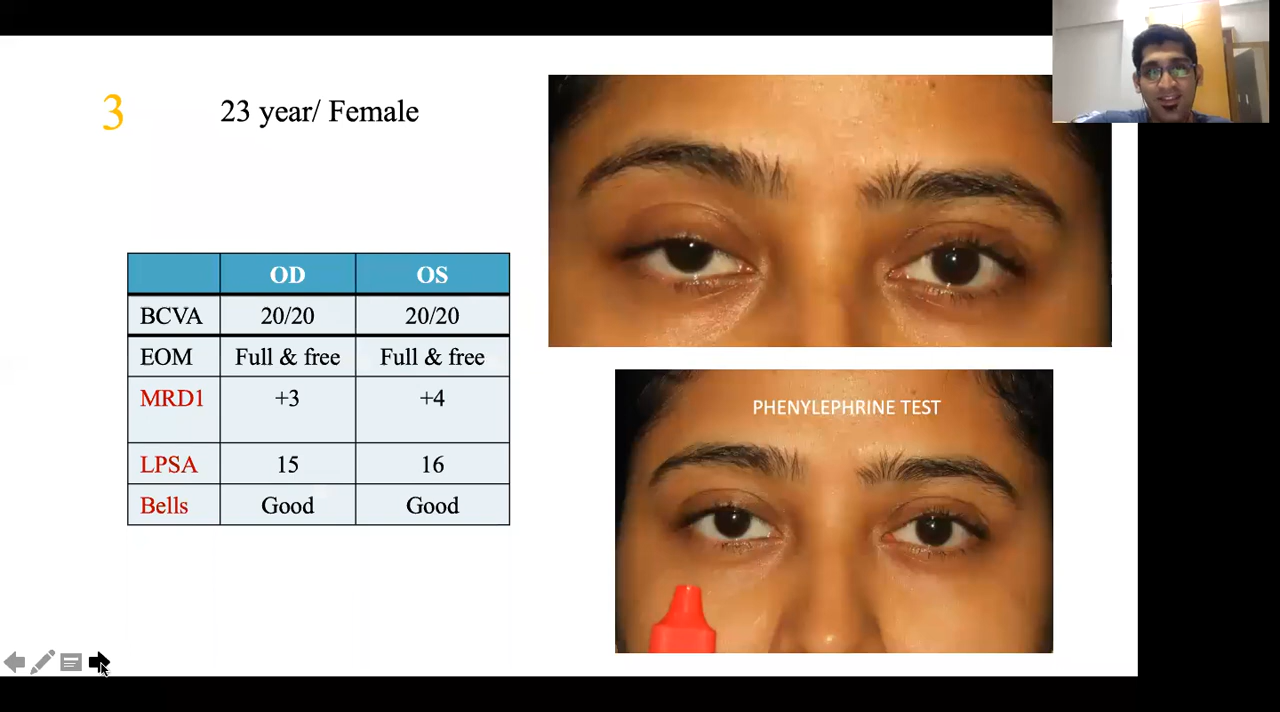 3
23 year/ Female
OD OS
BCVA 20/20 20/20
EOM Full & free Full & free
MRD1 +3 +4
LPSA 15 16
Bells Good Good
PHENYLEPHRINE TEST